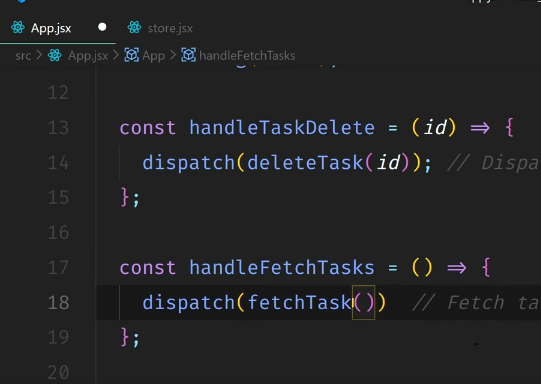 App.jsx
store.jsx
src > App.jsx > App > handleFetchTasks
12
13 const handleTaskDelete = (id) => {
14 dispatch(deleteTask(id)); // Dispa
15 };
16
17 const handleFetchTasks = () => {
18 dispatch(fetchTask()) // Fetch ta
19 };
20